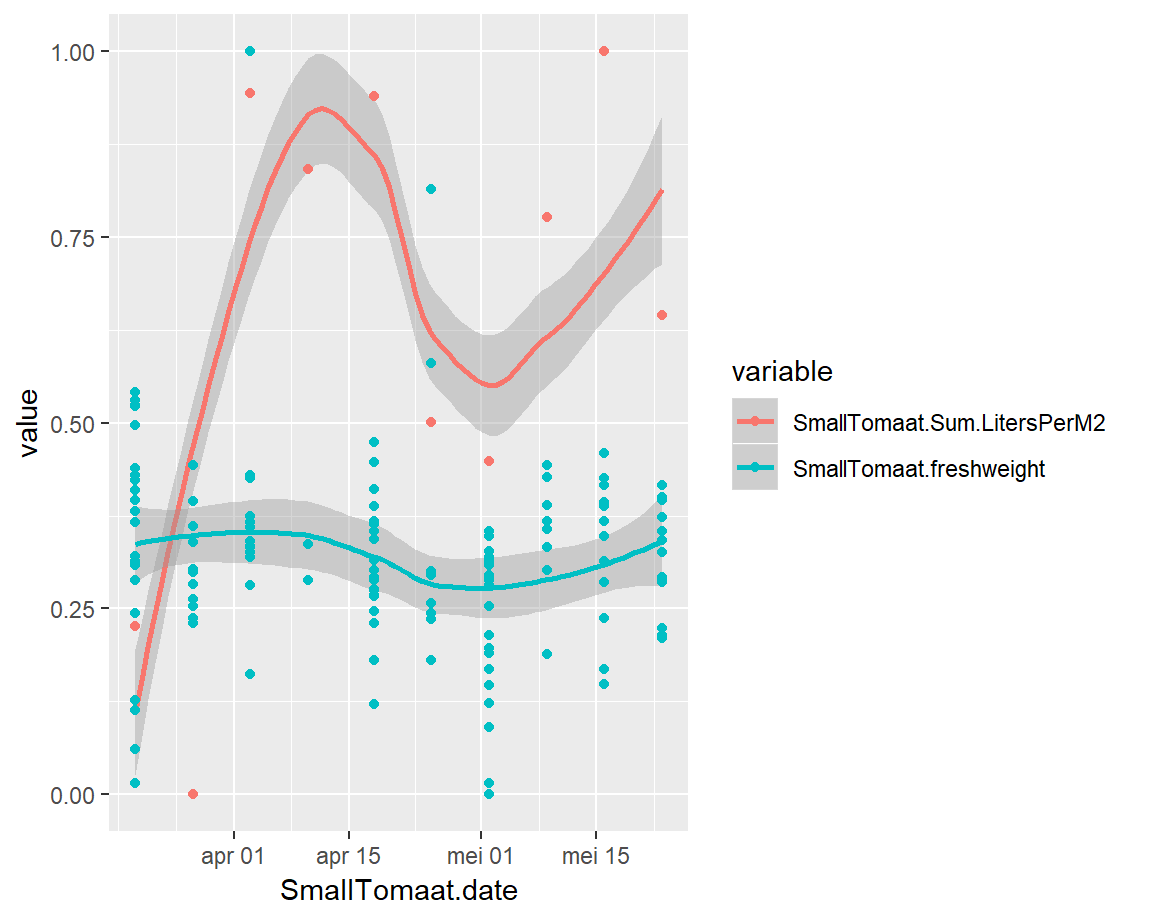 1.00
0.75
value
0.50
0.25
0.00
apr 01
apr 15
mei 01
mei 15
SmallTomaat.date
variable
SmallTomaat.Sum.LitersPerM2
SmallTomaat.freshweight